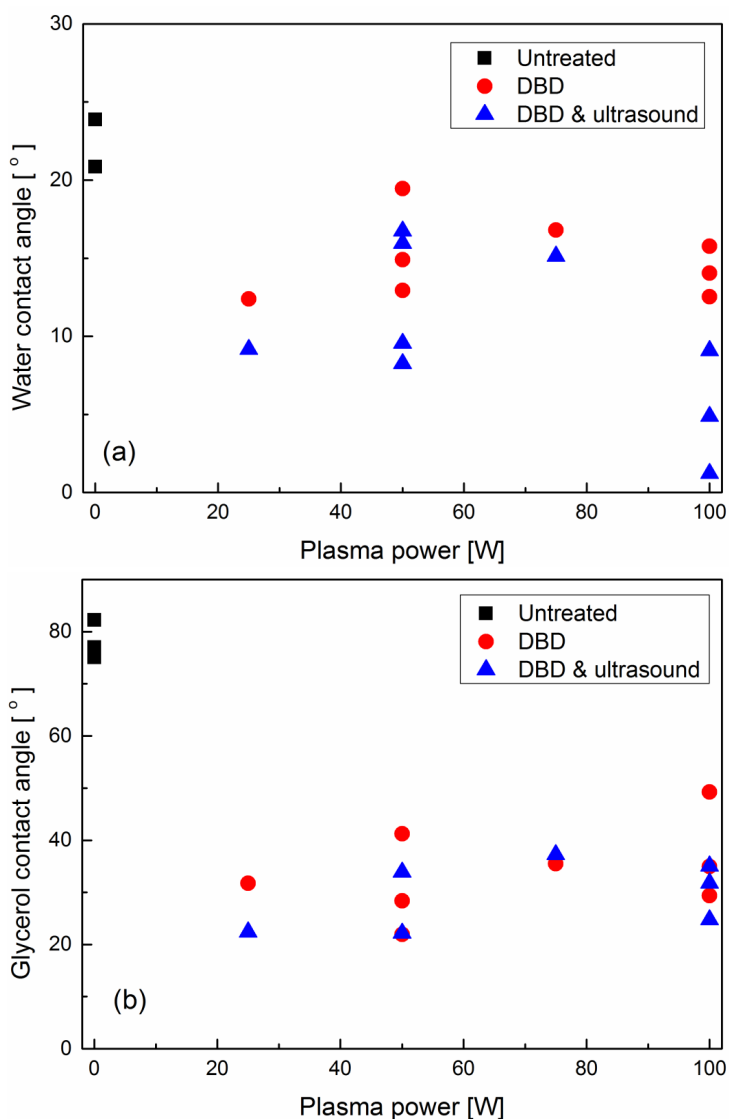 30
Untreated
DBD
DBD & ultrasound
20
Water contact angle [ ° ]
10
(a)
0
0 20 40 60 80 100
Plasma power [W]
Untreated
DBD
DBD & ultrasound
80
60
Glycerol contact angle [ ° ]
40
20
(b)
0
0 20 40 60 80 100
Plasma power [W]